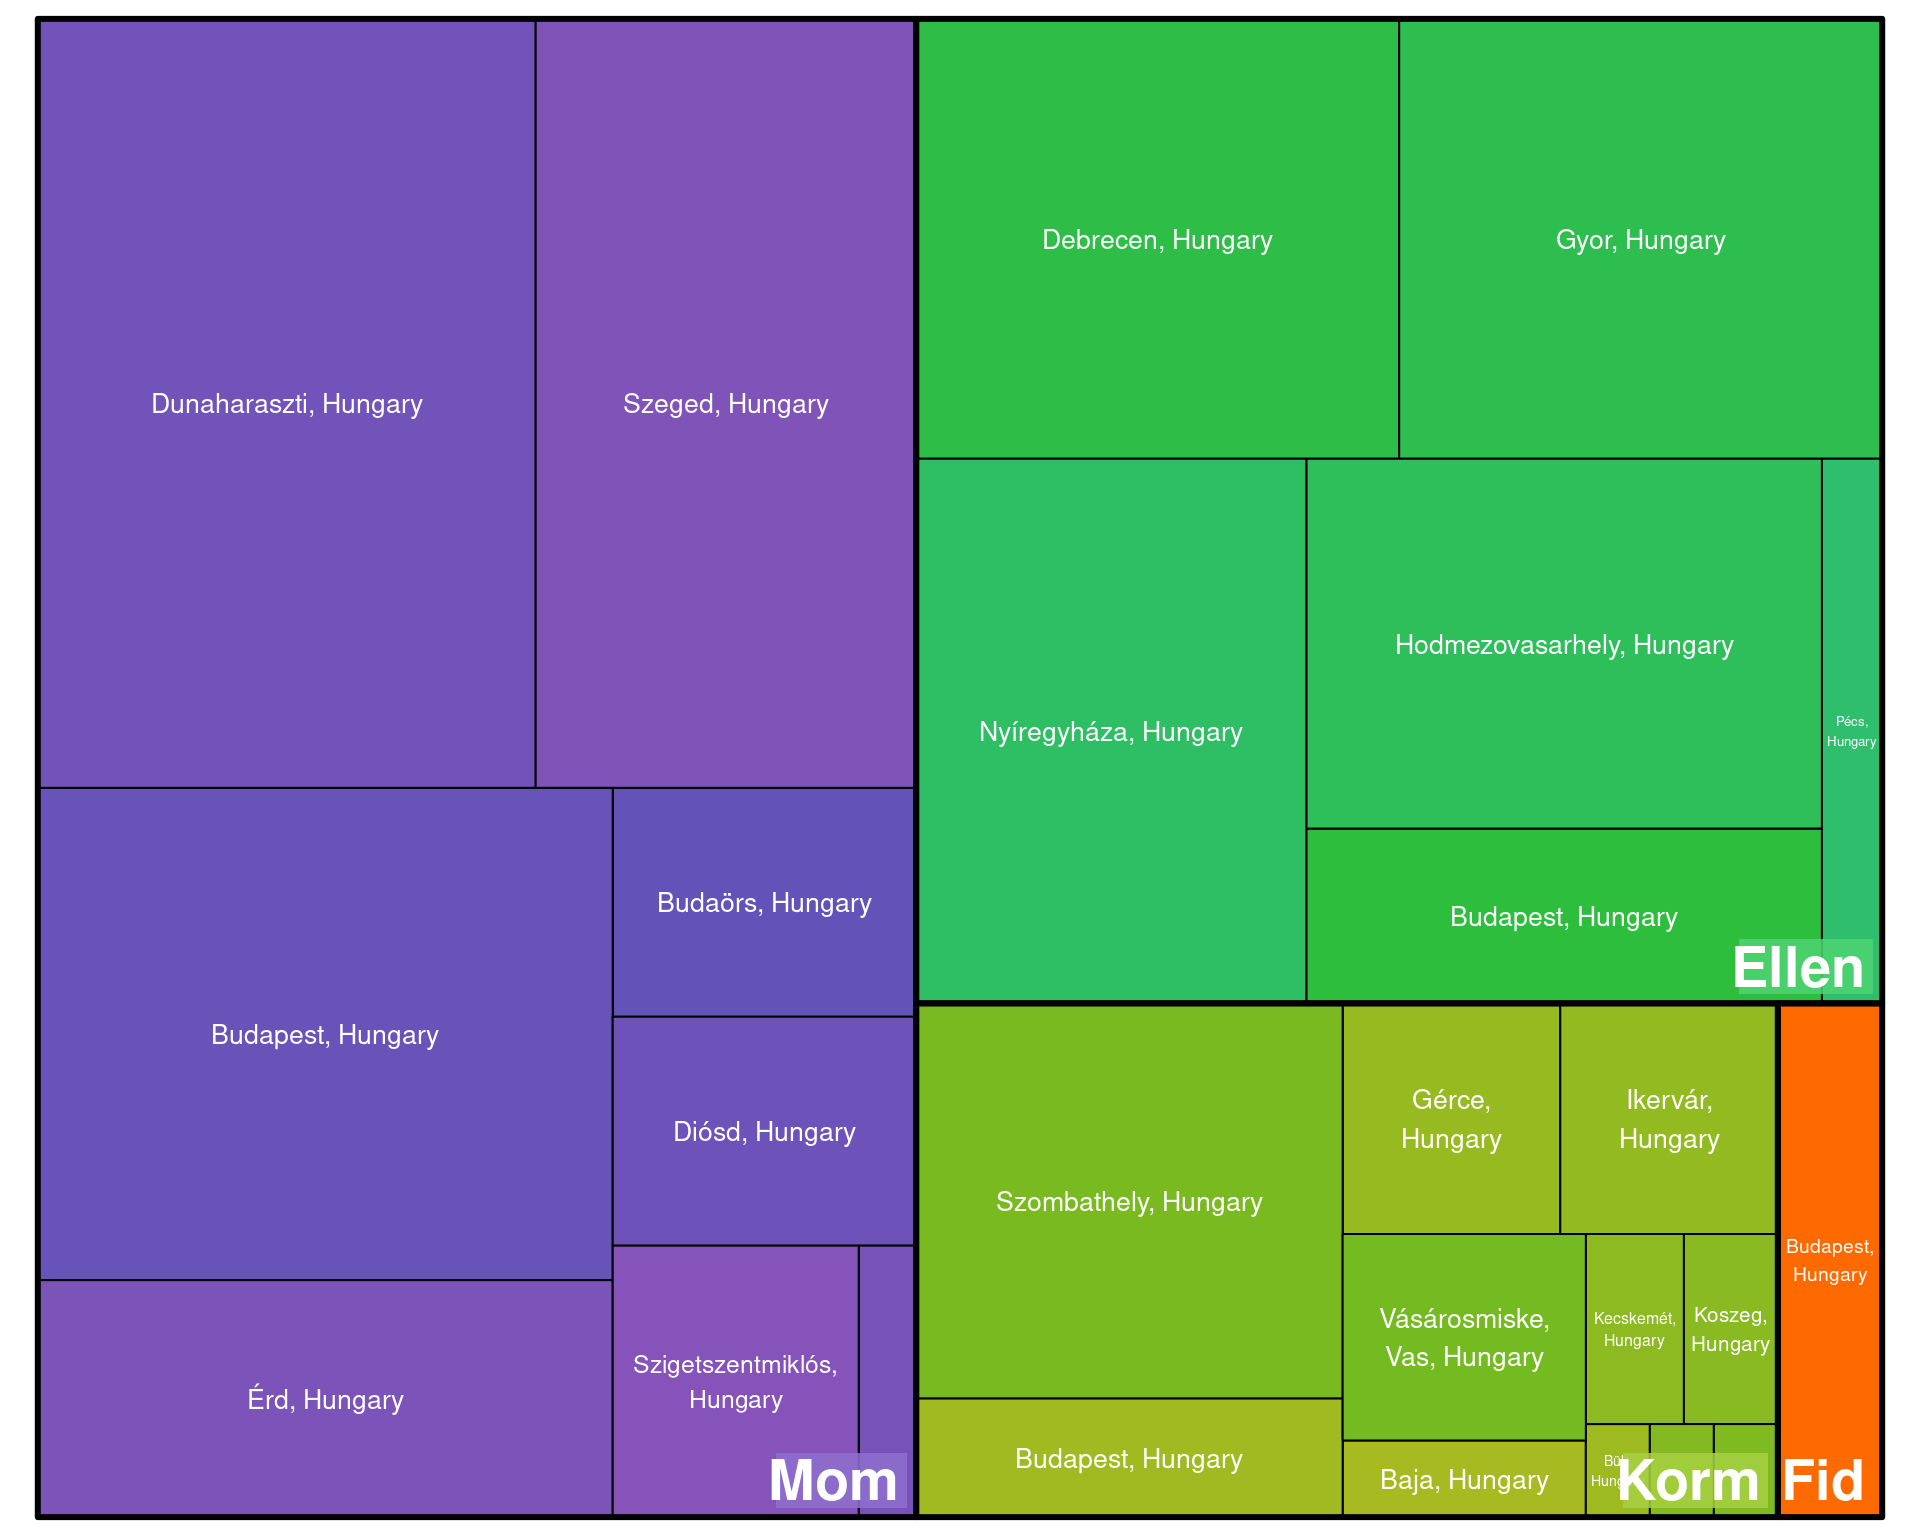 Dunaharaszti, Hungary
Szeged, Hungary
Budapest, Hungary
Budaörs, Hungary
Diósd, Hungary
Érd, Hungary
Szigetszentmiklós,
Hungary
Mom
Debrecen, Hungary
Gyor, Hungary
Nyíregyháza, Hungary
Hodmezovasarhely, Hungary
Pécs,
Hungary
Budapest, Hungary
Ellen
Szombathely, Hungary
Budapest, Hungary
Gérce,
Hungary
Ikervár,
Hungary
Vásárosmiske,
Vas, Hungary
Kecskemét,
Hungary
Koszeg,
Hungary
Baja, Hungary
Korm
Budapest,
Hungary
Fid